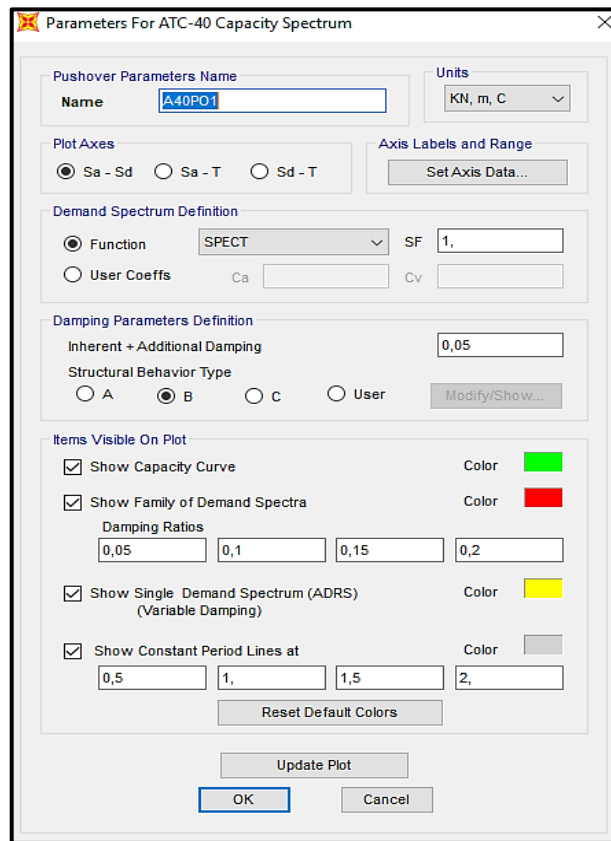 Parameters For ATC-40 Capacity Spectrum
Pushover Parameters Name
Name A40PO1
Units
KN, m, C
Plot Axes
Sa - Sd Sa - T Sd - T
Axis Labels and Range
Set Axis Data...
Demand Spectrum Definition
Function SPECT SF 1,
User Coeffs Ca Cv
Damping Parameters Definition
Inherent + Additional Damping 0,05
Structural Behavior Type
A B C User Modify/Show...
Items Visible On Plot
Show Capacity Curve Color
Show Family of Demand Spectra Color
Damping Ratios
0,05 0,1 0,15 0,2
Show Single Demand Spectrum (ADRS) Color
(Variable Damping)
Show Constant Period Lines at Color
0,5 1, 1,5 2,
Reset Default Colors
Update Plot
OK Cancel